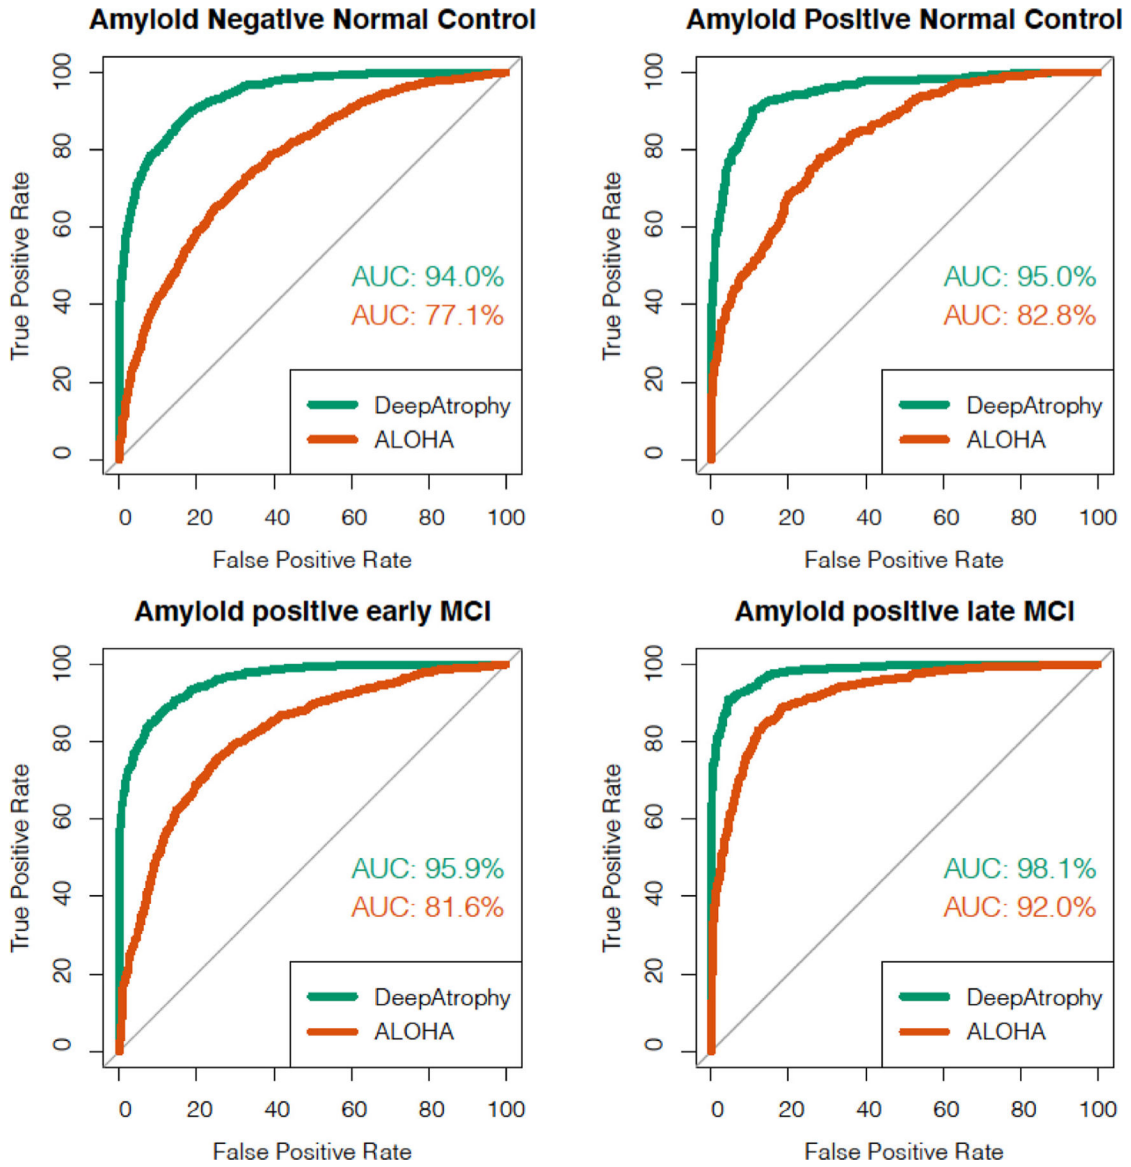 Amyloid Negative Normal Control
True Positive Rate
100
80
60
40
20
0
AUC: 94.0%
AUC: 77.1%
DeepAtrophy
ALOHA
0 20 40 60 80 100
False Positive Rate
Amyloid Positive Normal Control
True Positive Rate
100
80
60
40
20
0
AUC: 95.0%
AUC: 82.8%
DeepAtrophy
ALOHA
0 20 40 60 80 100
False Positive Rate
Amyloid positive early MCI
True Positive Rate
100
80
60
40
20
0
AUC: 95.9%
AUC: 81.6%
DeepAtrophy
ALOHA
0 20 40 60 80 100
False Positive Rate
Amyloid positive late MCI
True Positive Rate
100
80
60
40
20
0
AUC: 98.1%
AUC: 92.0%
DeepAtrophy
ALOHA
0 20 40 60 80 100
False Positive Rate